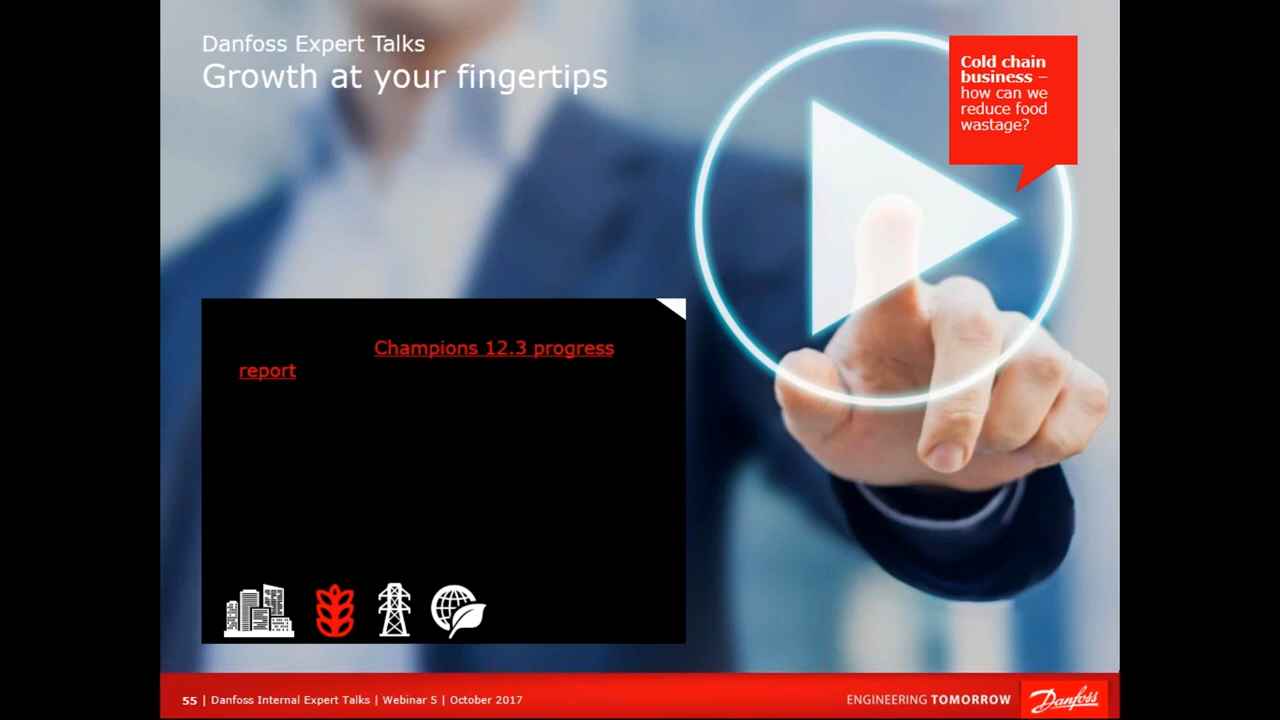 Danfoss Expert Talks
Growth at your fingertips
Cold chain
business –
how can we
reduce food
wastage?
Champions 12.3 progress
report
55 | Danfoss Internal Expert Talks | Webinar 5 | October 2017
ENGINEERING TOMORROW
Danfoss